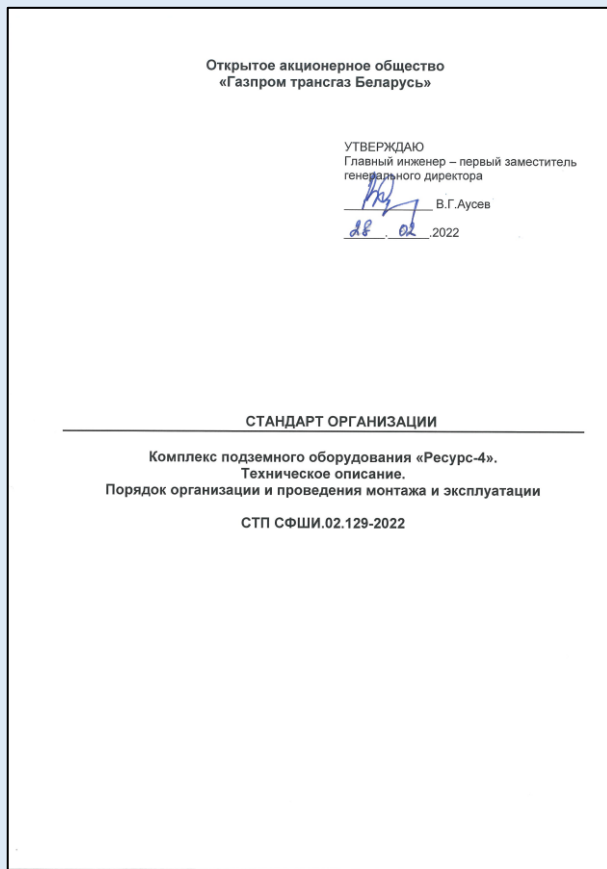 Открытое акционерное общество
«Газпром трансгаз Беларусь»
УТВЕРЖДАЮ
Главный инженер – первый заместитель
генерального директора
В.Г.Аусев
28.02.2022
СТАНДАРТ ОРГАНИЗАЦИИ
Комплекс подземного оборудования «Ресурс-4».
Техническое описание.
Порядок организации и проведения монтажа и эксплуатации
СТП СФШИ.02.129-2022